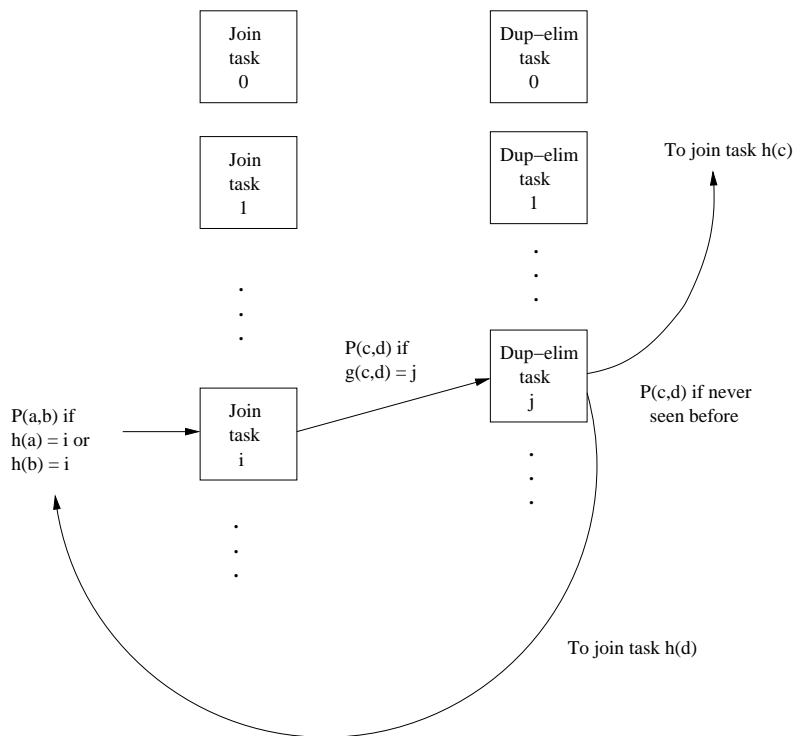 Join
task
0
Dup−elim
task
0
Join
task
1
Dup−elim
task
1
To join task h(c)
P(c,d) if
g(c,d) = j
Dup−elim
task
j
P(c,d) if never
seen before
P(a,b) if
h(a) = i or
h(b) = i
Join
task
i
To join task h(d)